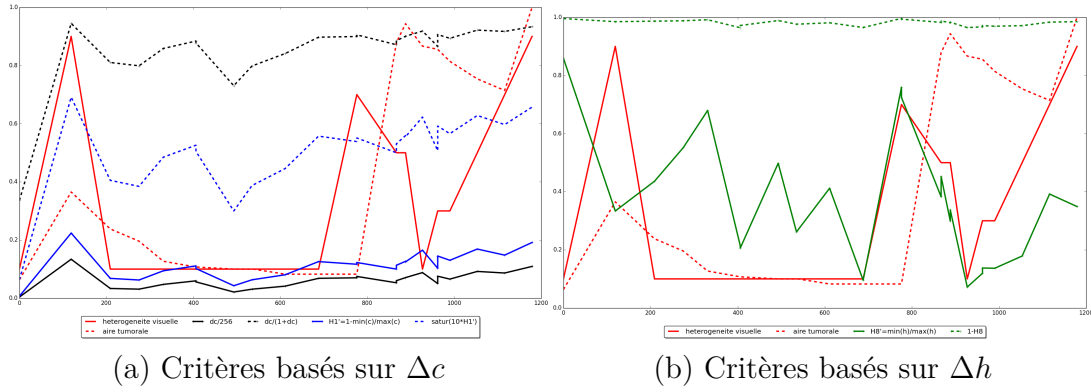 1.0
0.8
0.6
0.4
0.2
0.0
0 200 400 600 800 1000 1200
heterogeneite visuelle dc/256 dc/(1+dc) H1'=1-min(c)/max(c) satur(10*H1')
aire tumorale
(a) Critères basés sur Δc
1.0
0.8
0.6
0.4
0.2
0.0
0 200 400 600 800 1000 1200
heterogeneite visuelle aire tumorale H8'=min(h)/max(h) 1-H8
(b) Critères basés sur Δh